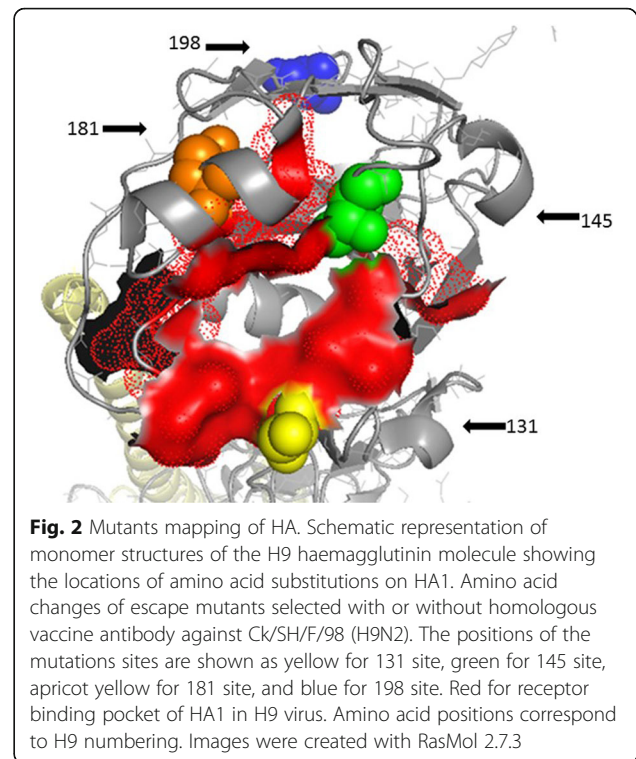 198
181
145
131
Fig. 2 Mutants mapping of HA. Schematic representation of
monomer structures of the H9 haemagglutinin molecule showing
the locations of amino acid substitutions on HA1. Amino acid
changes of escape mutants selected with or without homologous
vaccine antibody against Ck/SH/F/98 (H9N2). The positions of the
mutations sites are shown as yellow for 131 site, green for 145 site,
apricot yellow for 181 site, and blue for 198 site. Red for receptor
binding pocket of HA1 in H9 virus. Amino acid positions correspond
to H9 numbering. Images were created with RasMol 2.7.3